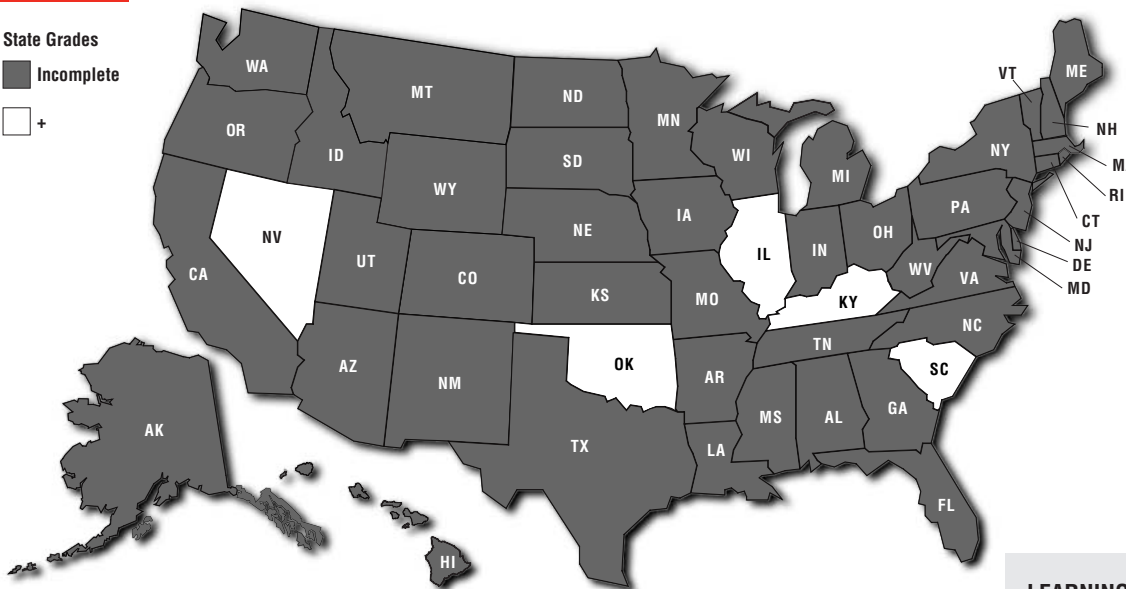 State Grades
Incomplete
+
WA
MT
ND
MN
OR
ID
SD
WI
MI
WY
IA
NE
NV
UT
CO
CA
KS
MO
IL
IN
OH
KY
WV
VA
PA
NY
VT
ME
NH
M
RI
CT
NJ
DE
MD
AZ
NM
OK
AR
TN
NC
SC
MS
AL
GA
TX
LA
FL
AK
HI
LEARNING